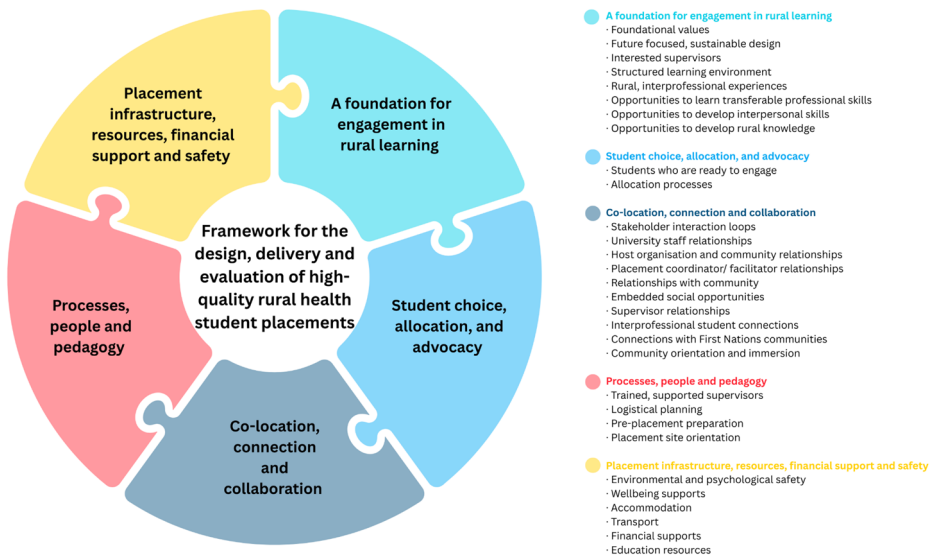 Placement
infrastructure,
resources, financial
support and safety
A foundation for
engagement in
rural learning
Framework for the
design, delivery and
evaluation of high-
quality rural health
student placements
Processes,
people and
pedagogy
Student choice,
allocation, and
advocacy
Co-location,
connection
and
collaboration
A foundation for engagement in rural learning
· Foundational values
· Future focused, sustainable design
· Interested supervisors
· Structured learning environment
· Rural, interprofessional experiences
· Opportunities to learn transferable professional skills
· Opportunities to develop interpersonal skills
· Opportunities to develop rural knowledge
Student choice, allocation, and advocacy
· Students who are ready to engage
· Allocation processes
Co-location, connection and collaboration
· Stakeholder interaction loops
· University staff relationships
· Host organisation and community relationships
· Placement coordinator/ facilitator relationships
· Relationships with community
· Embedded social opportunities
· Supervisor relationships
· Interprofessional student connections
· Connections with First Nations communities
· Community orientation and immersion
Processes, people and pedagogy
· Trained, supported supervisors
· Logistical planning
· Pre-placement preparation
· Placement site orientation
Placement infrastructure, resources, financial support and safety
· Environmental and psychological safety
· Wellbeing supports
· Accommodation
· Transport
· Financial supports
· Education resources